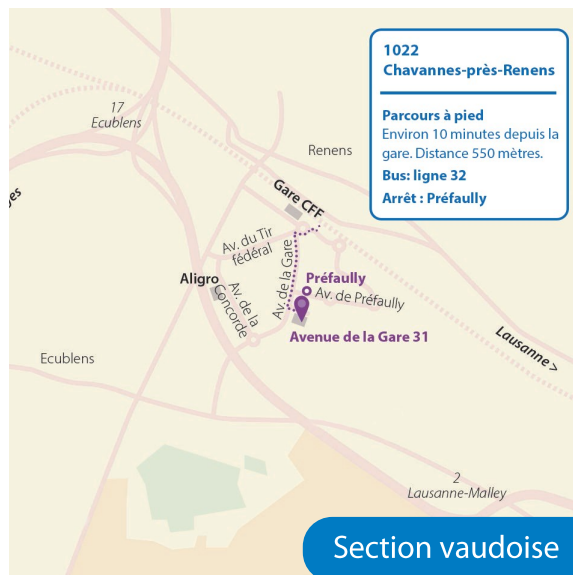 1022
Chavannes-près-Renens
Parcours à pied
Environ 10 minutes depuis la
gare. Distance 550 mètres.
Bus: ligne 32
Arrêt : Préfaully
17
Ecublens
Renens
Gare CFF
Av. du Tir
fédéral
Av. de la Gare
Aligro
Av. de la
Concorde
Préfaully
Av. de Préfaully
Avenue de la Gare 31
Lausanne >
Ecublens
2
Lausanne-Malley
Section vaudoise